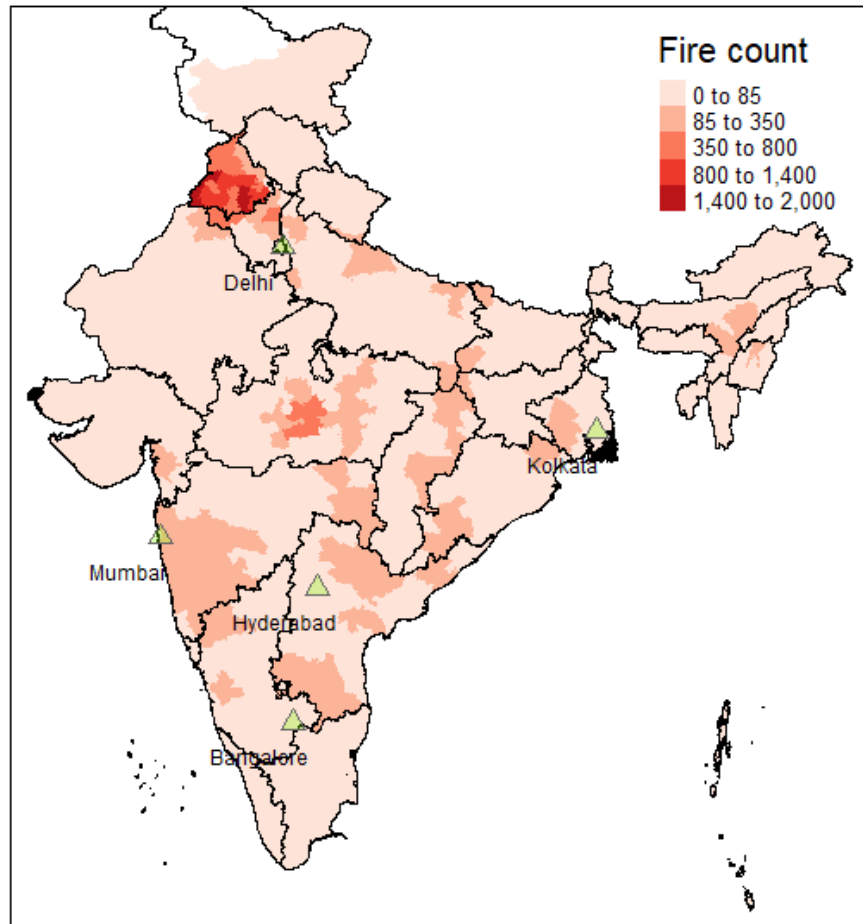 Fire count
0 to 85
85 to 350
350 to 800
800 to 1,400
1,400 to 2,000
Delhi
Kolkata
Mumbai
Hyderabad
Bangalore